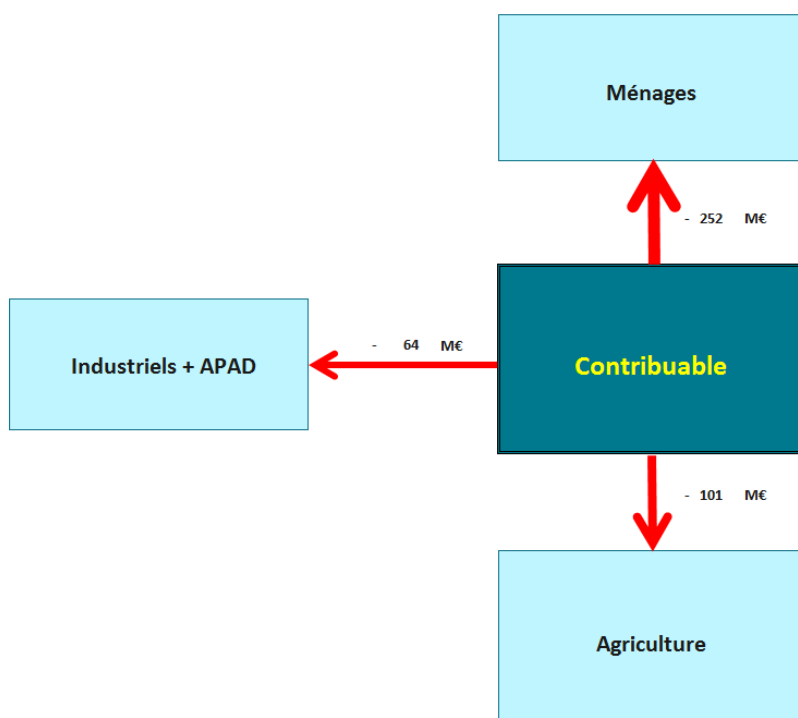 Ménages
- 252 M€
- 64 M€
Industriels + APAD
Contribuable
- 101 M€
Agriculture